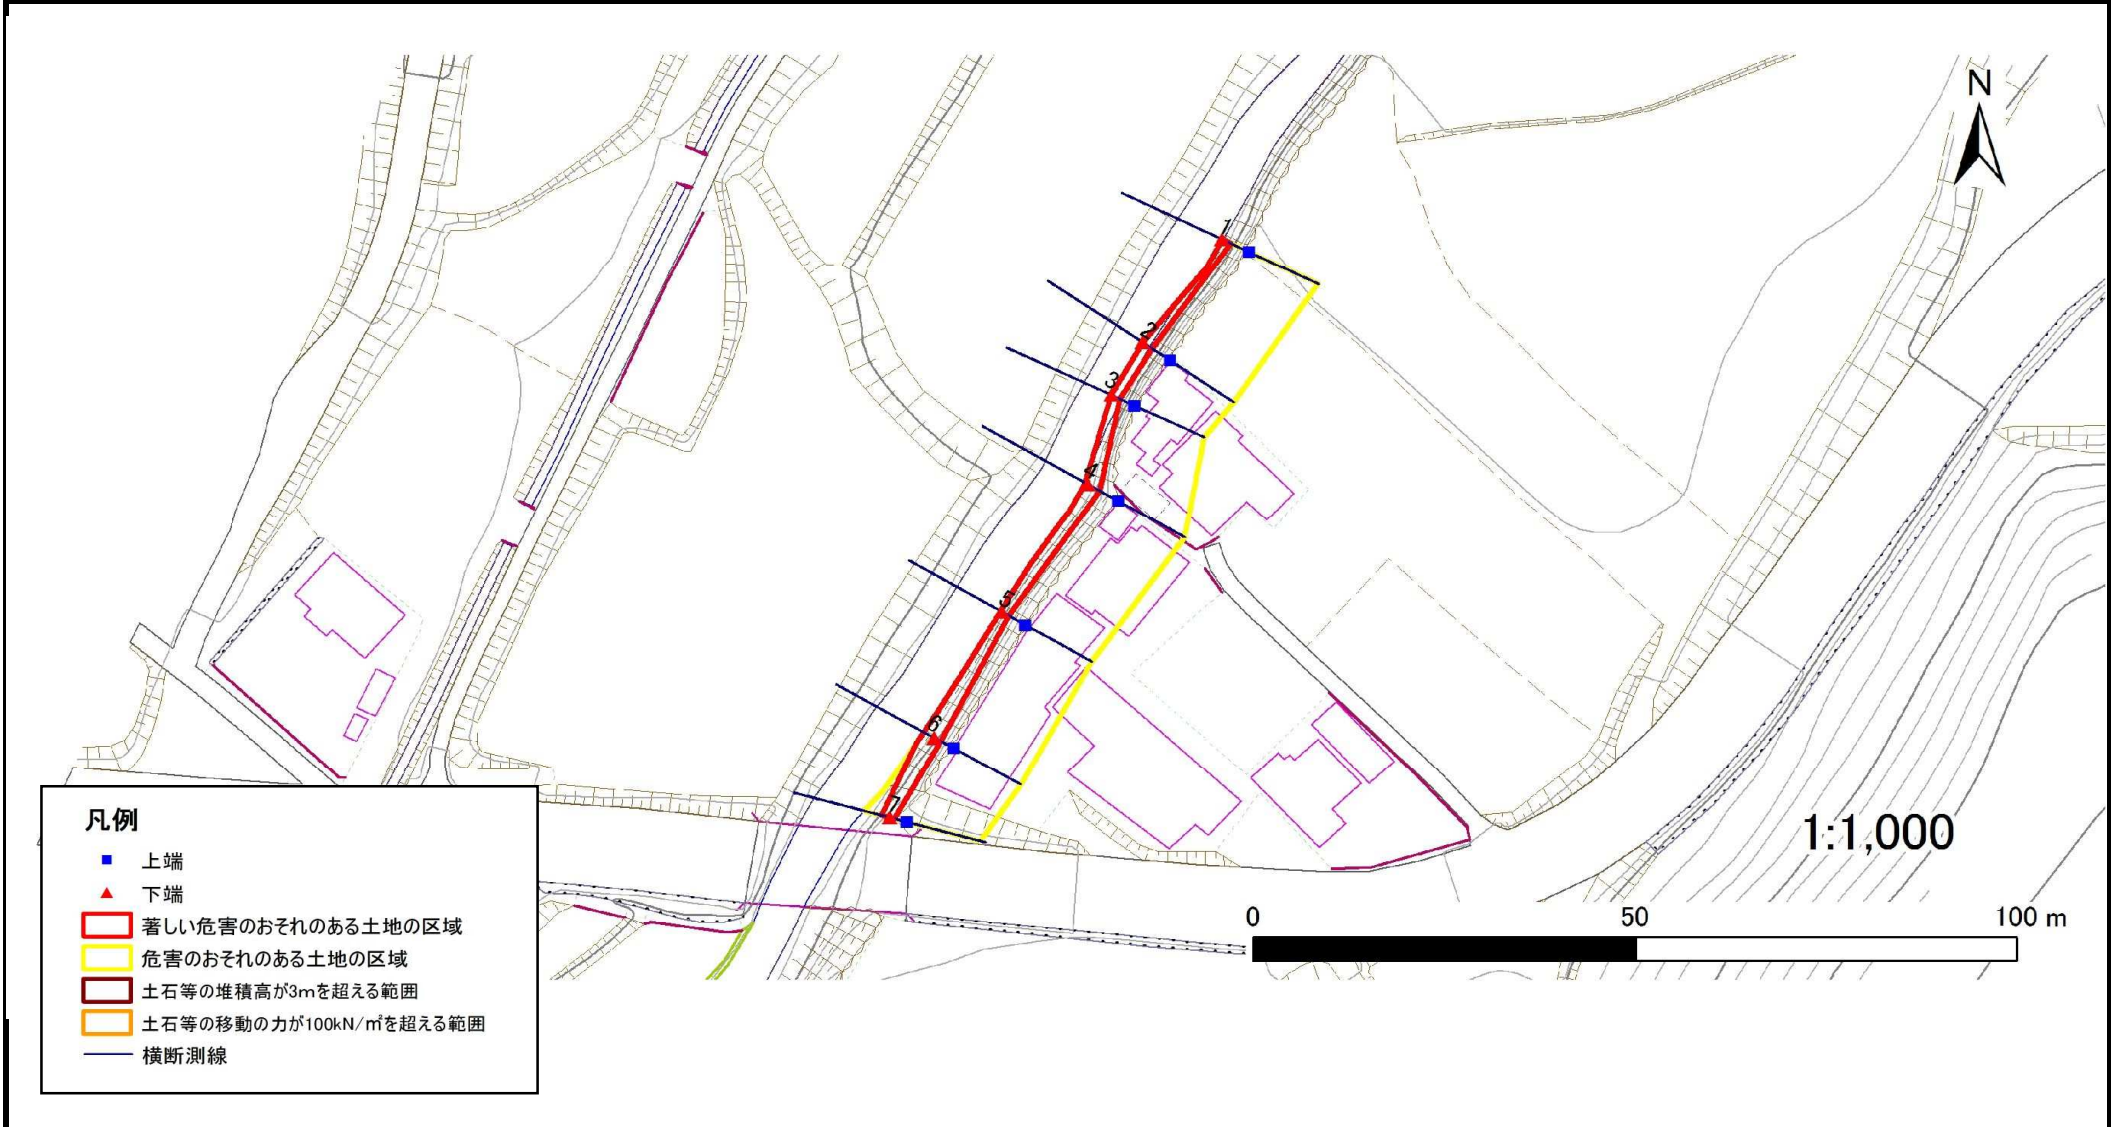 N
1
2
3
4
5
6
7
1:1,000
0 50 100 m
凡例
上端
下端
著しい危害のおそれのある土地の区域
危害のおそれのある土地の区域
土石等の堆積高が3mを超える範囲
土石等の移動の力が100kN/㎡を超える範囲
横断測線